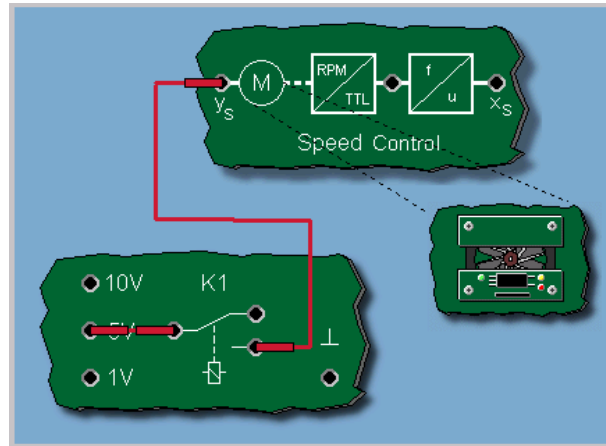 RPM
TTL
M
f
u
yS
xS
Speed Control
10V
K1
5V
1V